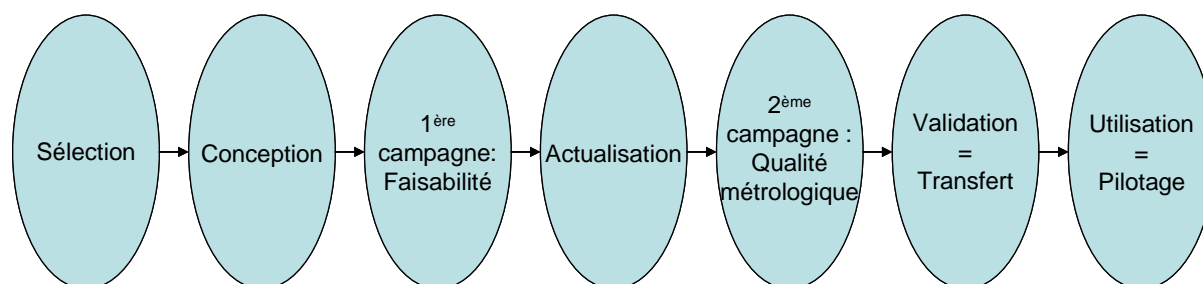 Sélection
Conception
1ère
campagne:
Faisabilité
Actualisation
2ème
campagne :
Qualité
métrologique
Validation
=
Transfert
Utilisation
=
Pilotage